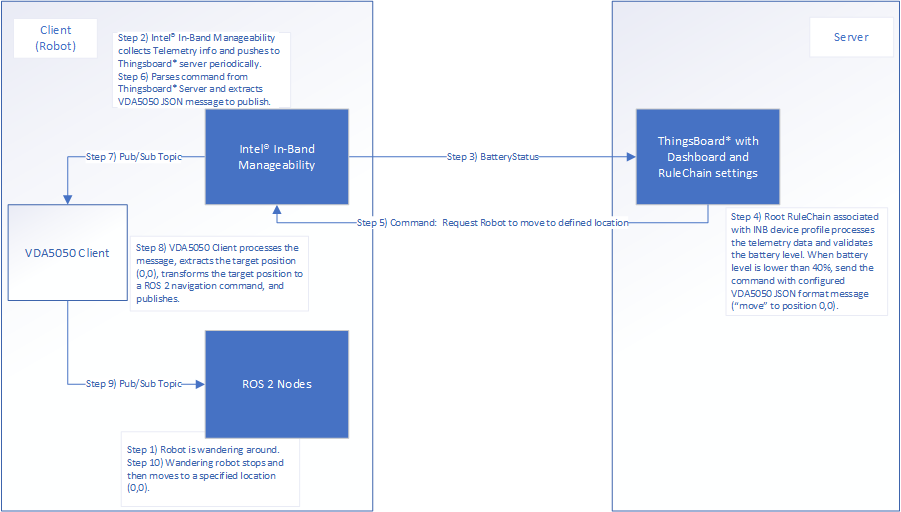 Client
(Robot)
Server
Step 2) Intel® In-Band Manageability
collects Telemetry info and pushes to
Thingsboard* server periodically.
Step 6) Parses command from
Thingsboard* Server and extracts
VDA5050 JSON message to publish.
Intel® In-Band
Manageability
ThingsBoard* with
Dashboard and
RuleChain settings
Step 7) Pub/Sub Topic
Step 3) BatteryStatus
Step 5) Command:  Request Robot to move to defined location
Step 4) Root RuleChain associated
with INB device profile processes
the telemetry data and validates
the battery level. When battery
level is lower than 40%, send the
command with configured
VDA5050 JSON format message
(“move” to position 0,0).
VDA5050 Client
Step 8) VDA5050 Client processes the
message, extracts the target position
(0,0), transforms the target position to
a ROS 2 navigation command, and
publishes.
Step 9) Pub/Sub Topic
ROS 2 Nodes
Step 1) Robot is wandering around.
Step 10) Wandering robot stops and
then moves to a specified location
(0,0).